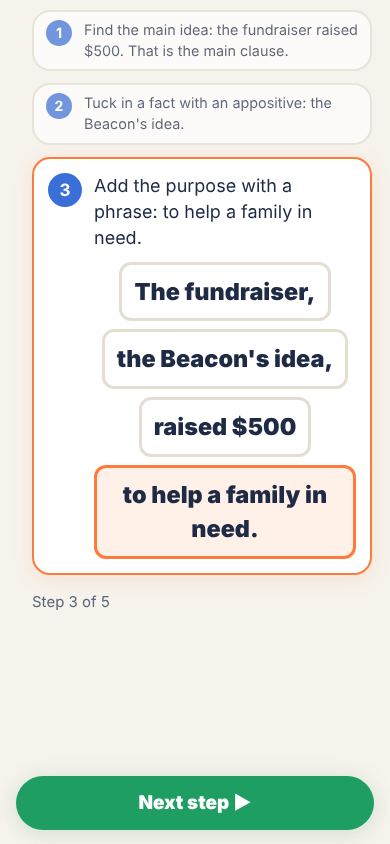 1
Find the main idea: the fundraiser raised
$500. That is the main clause.
2
Tuck in a fact with an appositive: the
Beacon's idea.
3
Add the purpose with a
phrase: to help a family in
need.
The fundraiser,
the Beacon's idea,
raised $500
to help a family in
need.
Step 3 of 5
Next step ▶